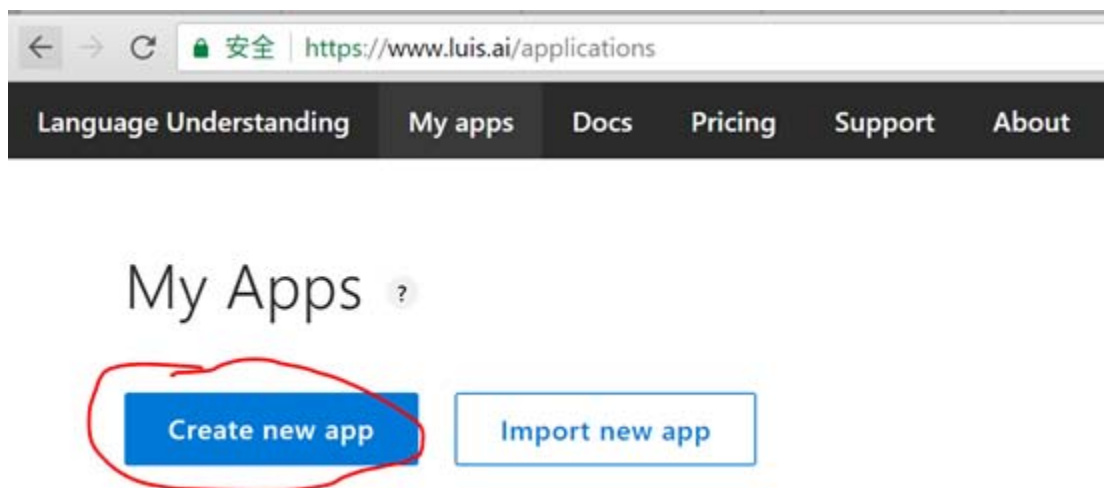 安全 | https://www.luis.ai/applications
Language Understanding My apps Docs Pricing Support About
My Apps ?
Create new app Import new app